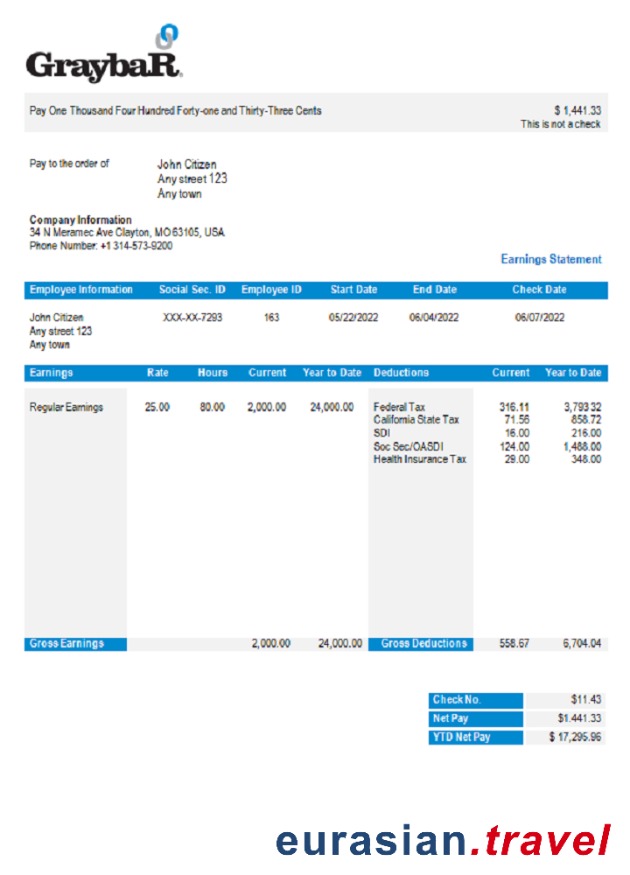 GraybaR
Pay One Thousand Four Hundred Forty-one and Thirty-Three Cents $ 1,441.33
This is not a check
Pay to the order of John Citizen
Any street 123
Any town
Company Information
34 N Meramec Ave Clayton, MO 63105, USA
Phone Number: +1 314-573-9200
Earnings Statement
Employee Information Social Sec. ID Employee ID Start Date End Date Check Date
John Citizen XXX-XX-7293 163 05/22/2022 06/04/2022 06/07/2022
Any street 123
Any town
Earnings Rate Hours Current Year to Date Deductions Current Year to Date
Regular Earnings 25.00 80.00 2,000.00 24,000.00 Federal Tax 316.11 3,793.32
California State Tax 71.56 858.72
SDI 16.00 216.00
Soc Sec/OASDI 124.00 1,488.00
Health Insurance Tax 29.00 348.00
Gross Earnings 2,000.00 24,000.00 Gross Deductions 558.67 6,704.04
Check No. $11.43
Net Pay $1.441.33
YTD Net Pay $ 17,295.96
eurasian.travel